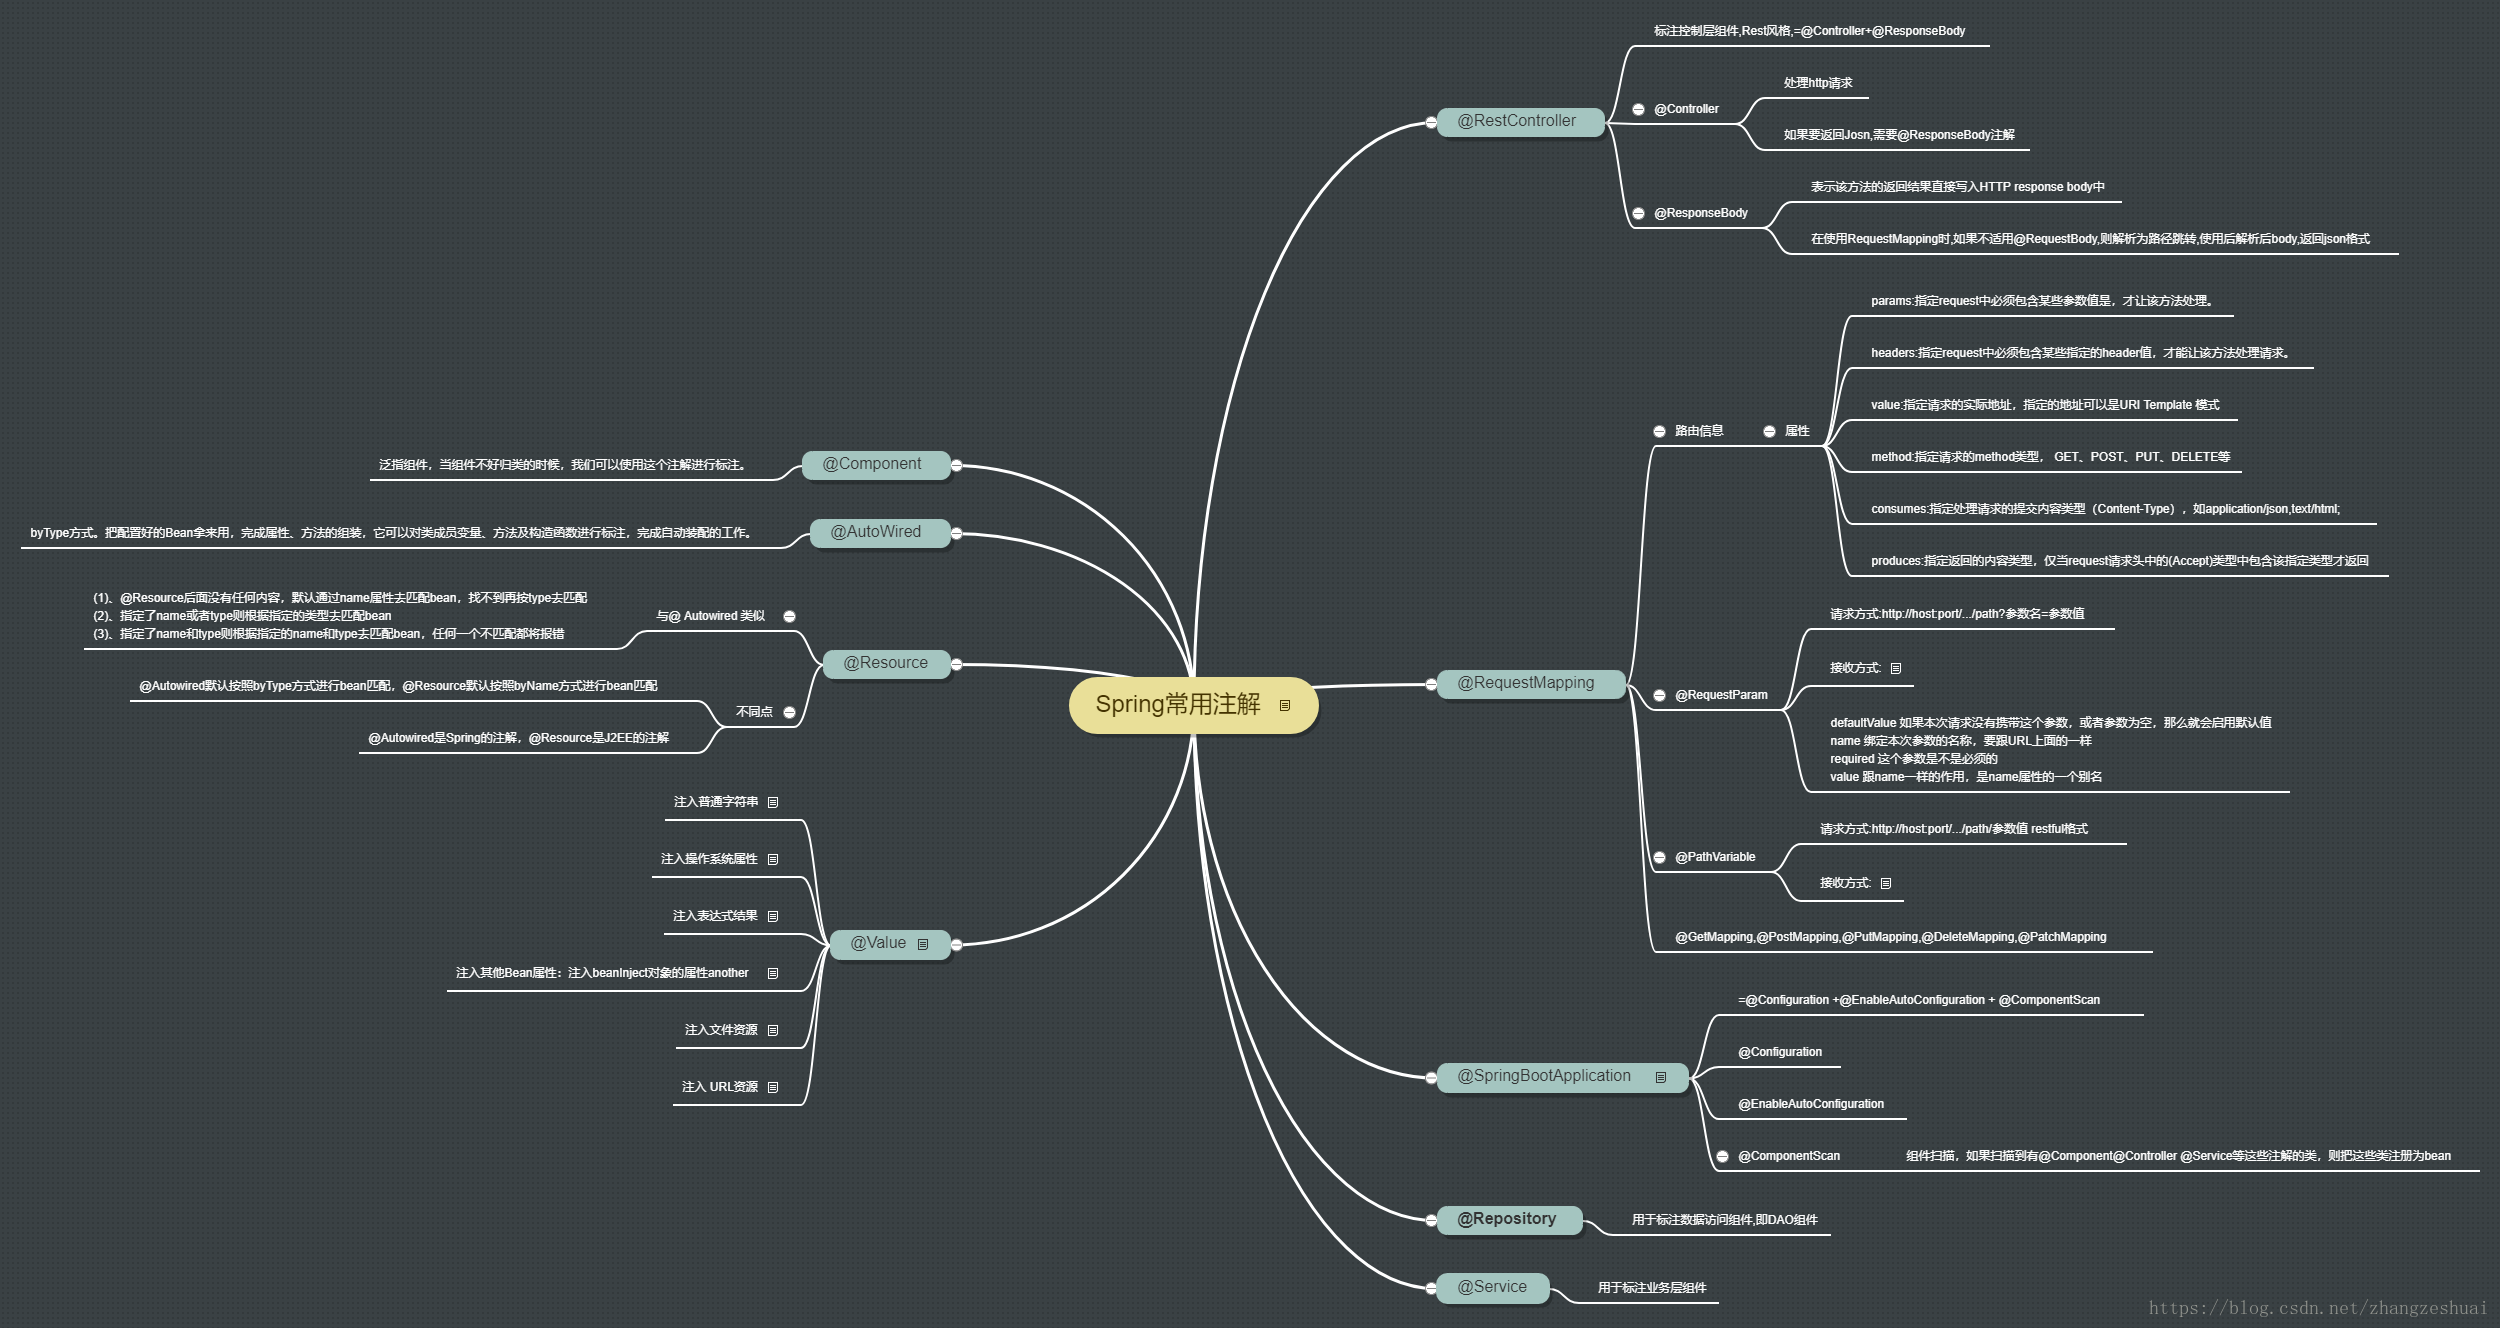 Spring常用注解
@RestController
标注控制层组件,Rest风格,=@Controller+@ResponseBody
@Controller
处理http请求
如果要返回Josn,需要@ResponseBody注解
@ResponseBody
表示该方法的返回结果直接写入HTTP response body中
在使用RequestMapping时,如果不适用@RequestBody,则解析为路径跳转,使用后解析后body,返回json格式
@RequestMapping
路由信息
属性
params:指定request中必须包含某些参数值是，才让该方法处理。
headers:指定request中必须包含某些指定的header值，才能让该方法处理请求。
value:指定请求的实际地址，指定的地址可以是URI Template 模式
method:指定请求的method类型， GET、POST、PUT、DELETE等
consumes:指定处理请求的提交内容类型（Content-Type），如application/json,text/html;
produces:指定返回的内容类型，仅当request请求头中的(Accept)类型中包含该指定类型才返回
@RequestParam
请求方式:http://host:port/.../path?参数名=参数值
接收方式:
defaultValue 如果本次请求没有携带这个参数，或者参数为空，那么就会启用默认值
name 绑定本次参数的名称，要跟URL上面的一样
required 这个参数是不是必须的
value 跟name一样的作用，是name属性的一个别名
@PathVariable
请求方式:http://host:port/.../path/参数值 restful格式
接收方式:
@GetMapping,@PostMapping,@PutMapping,@DeleteMapping,@PatchMapping
@SpringBootApplication
=@Configuration +@EnableAutoConfiguration + @ComponentScan
@Configuration
@EnableAutoConfiguration
@ComponentScan
组件扫描，如果扫描到有@Component@Controller @Service等这些注解的类，则把这些类注册为bean
@Repository
用于标注数据访问组件,即DAO组件
@Service
用于标注业务层组件
@Component
泛指组件，当组件不好归类的时候，我们可以使用这个注解进行标注。
@AutoWired
byType方式。把配置好的Bean拿来用，完成属性、方法的组装，它可以对类成员变量、方法及构造函数进行标注，完成自动装配的工作。
@Resource
与@ Autowired 类似
(1)、@Resource后面没有任何内容，默认通过name属性去匹配bean，找不到再按type去匹配
(2)、指定了name或者type则根据指定的类型去匹配bean
(3)、指定了name和type则根据指定的name和type去匹配bean，任何一个不匹配都将报错
不同点
@Autowired默认按照byType方式进行bean匹配，@Resource默认按照byName方式进行bean匹配
@Autowired是Spring的注解，@Resource是J2EE的注解
@Value
注入普通字符串
注入操作系统属性
注入表达式结果
注入其他Bean属性：注入beanInject对象的属性another
注入文件资源
注入 URL资源
https://blog.csdn.net/zhangzeshuai